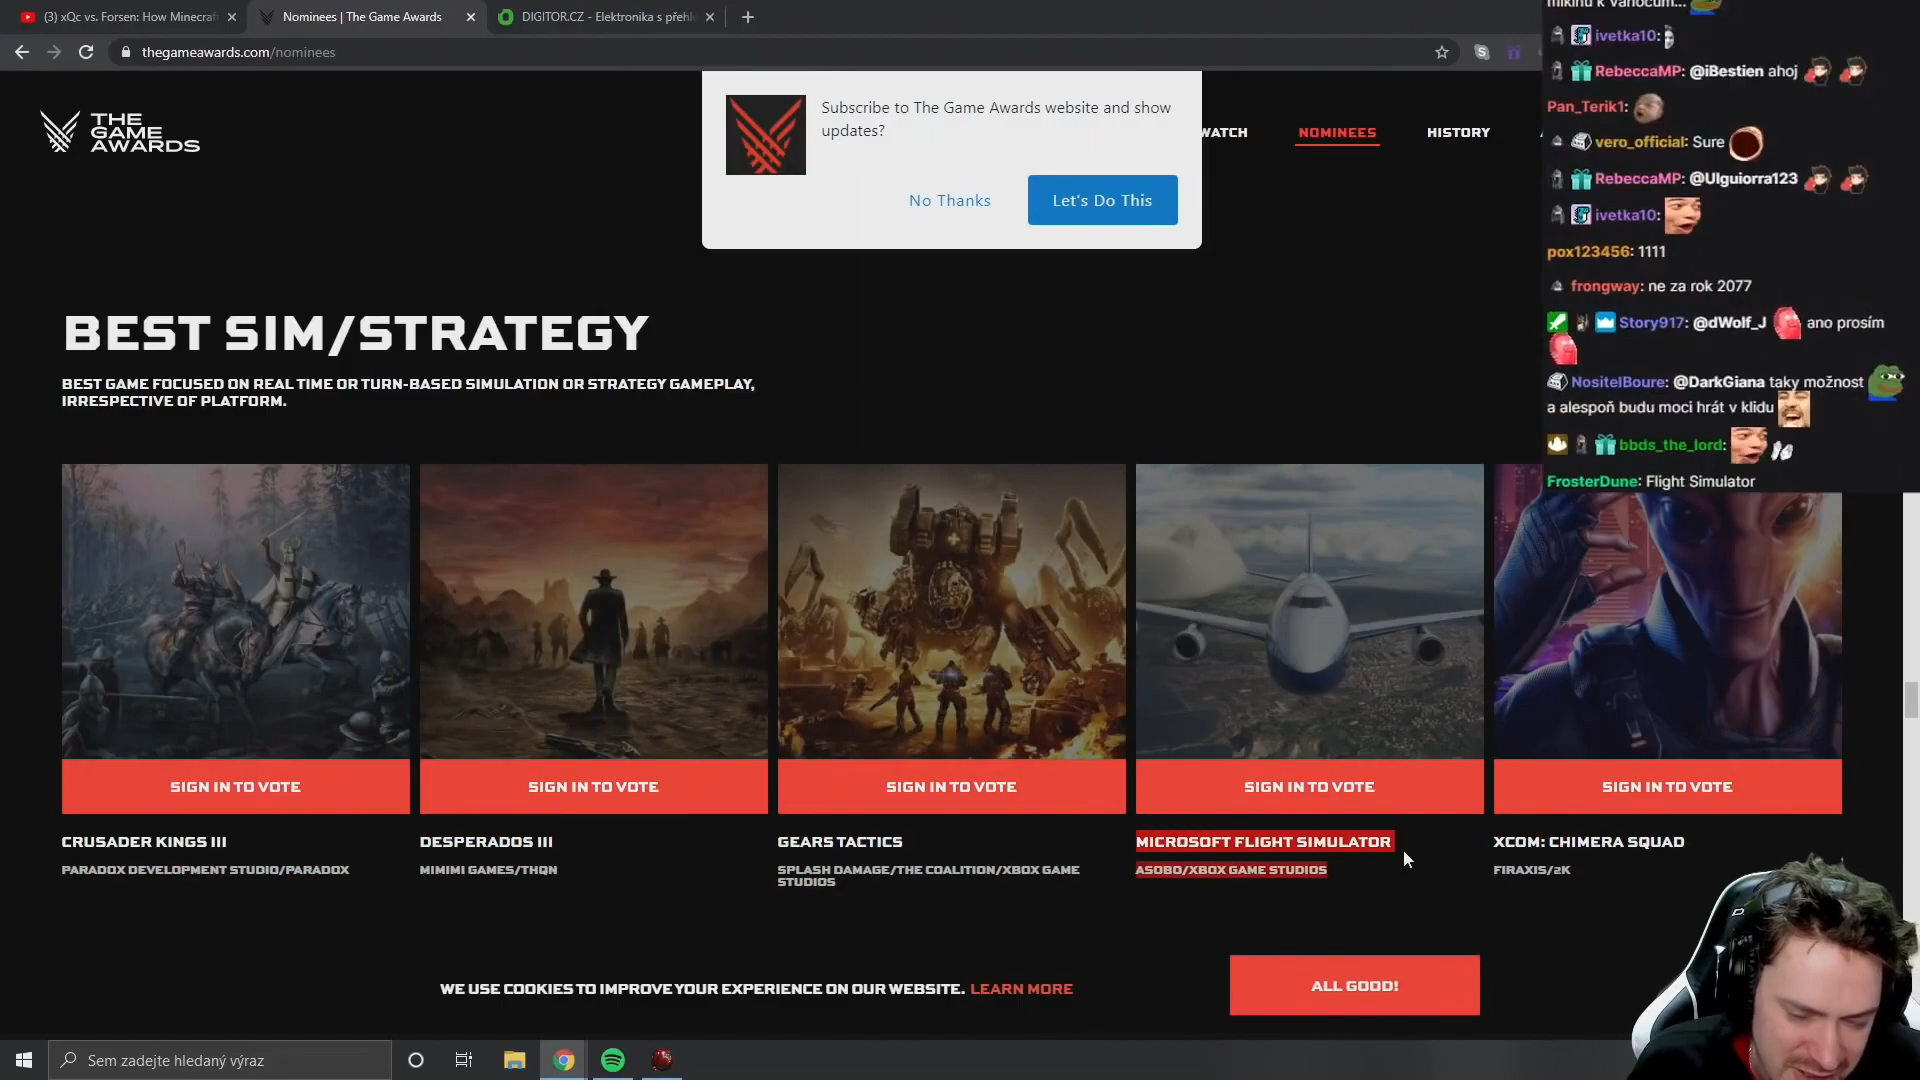 (3) xQc vs. Forsen: How Minecraf
Nominees | The Game Awards
DIGITOR.CZ - Elektronika s přehl
thegameawards.com/nominees
THE
GAME
AWARDS
Subscribe to The Game Awards website and show
updates?
No Thanks
Let's Do This
WATCH
NOMINEES
HISTORY
mikinu k Vánocům...
ivetka10:
RebeccaMP: @iBestien ahoj
Pan_Terik1:
vero_official: Sure
RebeccaMP: @Ulguiorra123
ivetka10:
pox123456: 1111
frongway: ne za rok 2077
Story917: @dWolf_J ano prosím
NositelBoure: @DarkGiana taky možnost
a alespoň budu moci hrát v klidu
bbds_the_lord:
FrosterDune: Flight Simulator
BEST SIM/STRATEGY
BEST GAME FOCUSED ON REAL TIME OR TURN-BASED SIMULATION OR STRATEGY GAMEPLAY,
IRRESPECTIVE OF PLATFORM.
SIGN IN TO VOTE
SIGN IN TO VOTE
SIGN IN TO VOTE
SIGN IN TO VOTE
SIGN IN TO VOTE
CRUSADER KINGS III
PARADOX DEVELOPMENT STUDIO/PARADOX
DESPERADOS III
MIMIMI GAMES/THQN
GEARS TACTICS
SPLASH DAMAGE/THE COALITION/XBOX GAME
STUDIOS
MICROSOFT FLIGHT SIMULATOR
ASOBO/XBOX GAME STUDIOS
XCOM: CHIMERA SQUAD
FIRAXIS/2K
WE USE COOKIES TO IMPROVE YOUR EXPERIENCE ON OUR WEBSITE. LEARN MORE
ALL GOOD!
Sem zadejte hledaný výraz